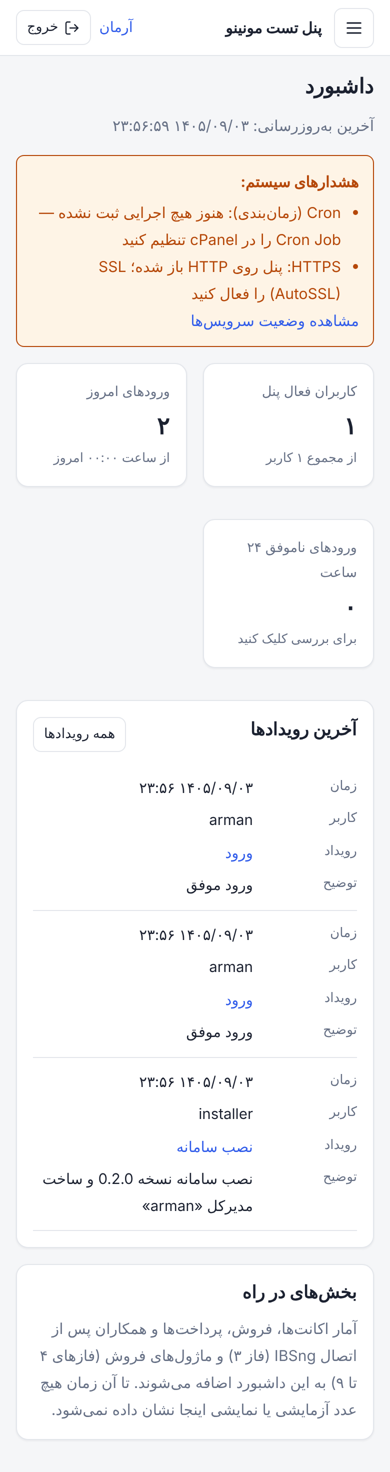 پنل تست مونینو
آرمان
خروج
داشبورد
آخرین به‌روزرسانی: ۱۴۰۵/۰۹/۰۳ ۲۳:۵۶:۵۹
هشدارهای سیستم:
• Cron (زمان‌بندی): هنوز هیچ اجرایی ثبت نشده —
Cron Job را در cPanel تنظیم کنید
• HTTPS: پنل روی HTTP باز شده؛ SSL
(AutoSSL) را فعال کنید
مشاهده وضعیت سرویس‌ها
کاربران فعال پنل
۱
از مجموع ۱ کاربر
ورودهای امروز
۲
از ساعت ۰۰:۰۰ امروز
ورودهای ناموفق ۲۴
ساعت
۰
برای بررسی کلیک کنید
آخرین رویدادها
همه رویدادها
زمان ۱۴۰۵/۰۹/۰۳ ۲۳:۵۶
کاربر arman
رویداد ورود
توضیح ورود موفق
زمان ۱۴۰۵/۰۹/۰۳ ۲۳:۵۶
کاربر arman
رویداد ورود
توضیح ورود موفق
زمان ۱۴۰۵/۰۹/۰۳ ۲۳:۵۶
کاربر installer
رویداد نصب سامانه
توضیح نصب سامانه نسخه 0.2.0 و ساخت
مدیرکل «arman»
بخش‌های در راه
آمار اکانت‌ها، فروش، پرداخت‌ها و همکاران پس از
اتصال IBSng (فاز ۳) و ماژول‌های فروش (فازهای ۴
تا ۹) به این داشبورد اضافه می‌شوند. تا آن زمان هیچ
عدد آزمایشی یا نمایشی اینجا نشان داده نمی‌شود.